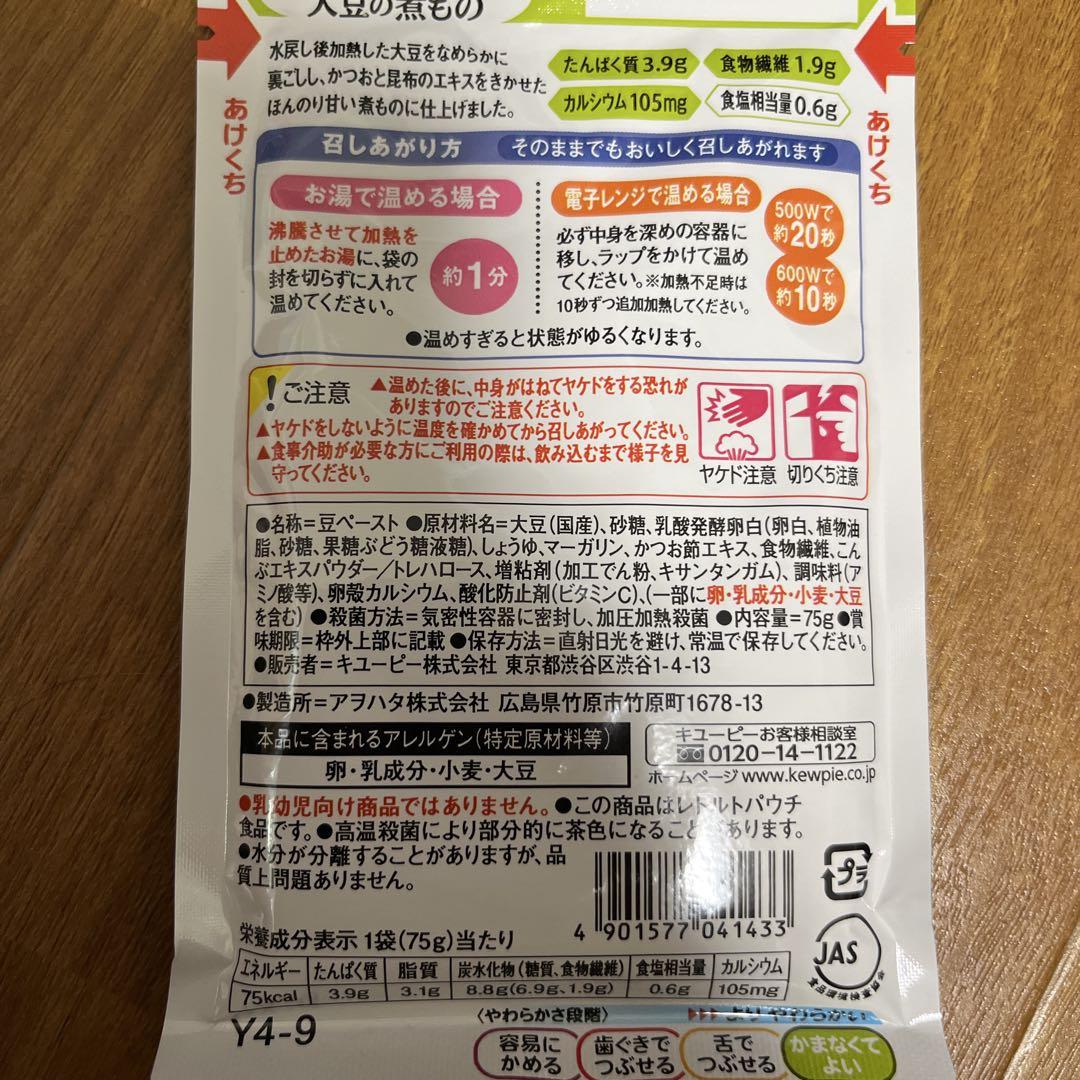 大豆の煮もの
水戻し後加熱した大豆をなめらかに
裏ごしし、かつおと昆布のエキスをきかせた
ほんのり甘い煮ものに仕上げました。
たんぱく質3.9g
食物繊維1.9g
カルシウム105mg
食塩相当量0.6g
あけくち
あけくち
召しあがり方 そのままでもおいしく召しあがれます
お湯で温める場合
沸騰させて加熱を
止めたお湯に、袋の
封を切らずに入れて
温めてください。
約1分
電子レンジで温める場合
必ず中身を深めの容器に
移し、ラップをかけて温め
てください。※加熱不足時は
10秒ずつ追加加熱してください。
500Wで
約20秒
600Wで
約10秒
●温めすぎると状態がゆるくなります。
！ご注意
▲温めた後に、中身がはねてヤケドをする恐れが
ありますのでご注意ください。
▲ヤケドをしないように温度を確かめてから召しあがってください。
▲食事介助が必要な方にご利用の際は、飲み込むまで様子を見
守ってください。
ヤケド注意 切りくち注意
●名称=豆ペースト ●原材料名=大豆(国産)、砂糖、乳酸発酵卵白(卵白、植物油
脂、砂糖、果糖ぶどう糖液糖)、しょうゆ、マーガリン、かつお節エキス、食物繊維、こん
ぶエキスパウダー／トレハロース、増粘剤(加工でん粉、キサンタンガム)、調味料(ア
ミノ酸等)、卵殻カルシウム、酸化防止剤(ビタミンC)、(一部に卵・乳成分・小麦・大豆
を含む) ●殺菌方法=気密性容器に密封し、加圧加熱殺菌 ●内容量=75g ●賞
味期限=枠外上部に記載 ●保存方法=直射日光を避け、常温で保存してください。
●販売者=キユーピー株式会社 東京都渋谷区渋谷1-4-13
●製造所=アヲハタ株式会社 広島県竹原市竹原町1678-13
本品に含まれるアレルゲン(特定原材料等)
卵・乳成分・小麦・大豆
キユーピーお客様相談室
0120-14-1122
ホームページ www.kewpie.co.jp
●乳幼児向け商品ではありません。●この商品はレトルトパウチ
食品です。●高温殺菌により部分的に茶色になることがあります。
●水分が分離することがありますが、品
質上問題ありません。
プラ
4 901577 041433
JAS
栄養成分表示 1袋(75g)当たり
エネルギー たんぱく質 脂質 炭水化物(糖質、食物繊維) 食塩相当量 カルシウム
75kcal 3.9g 3.1g 8.8g(6.9g、1.9g) 0.6g 105mg
Y4-9
〈やわらかさ段階〉 よりやわらかい
容易に
かめる
歯ぐきで
つぶせる
舌で
つぶせる
かまなくて
よい